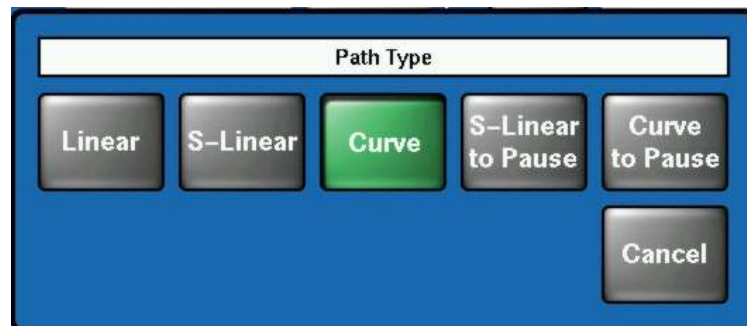 Path Type
Linear
S-Linear
Curve
S-Linear
to Pause
Curve
to Pause
Cancel